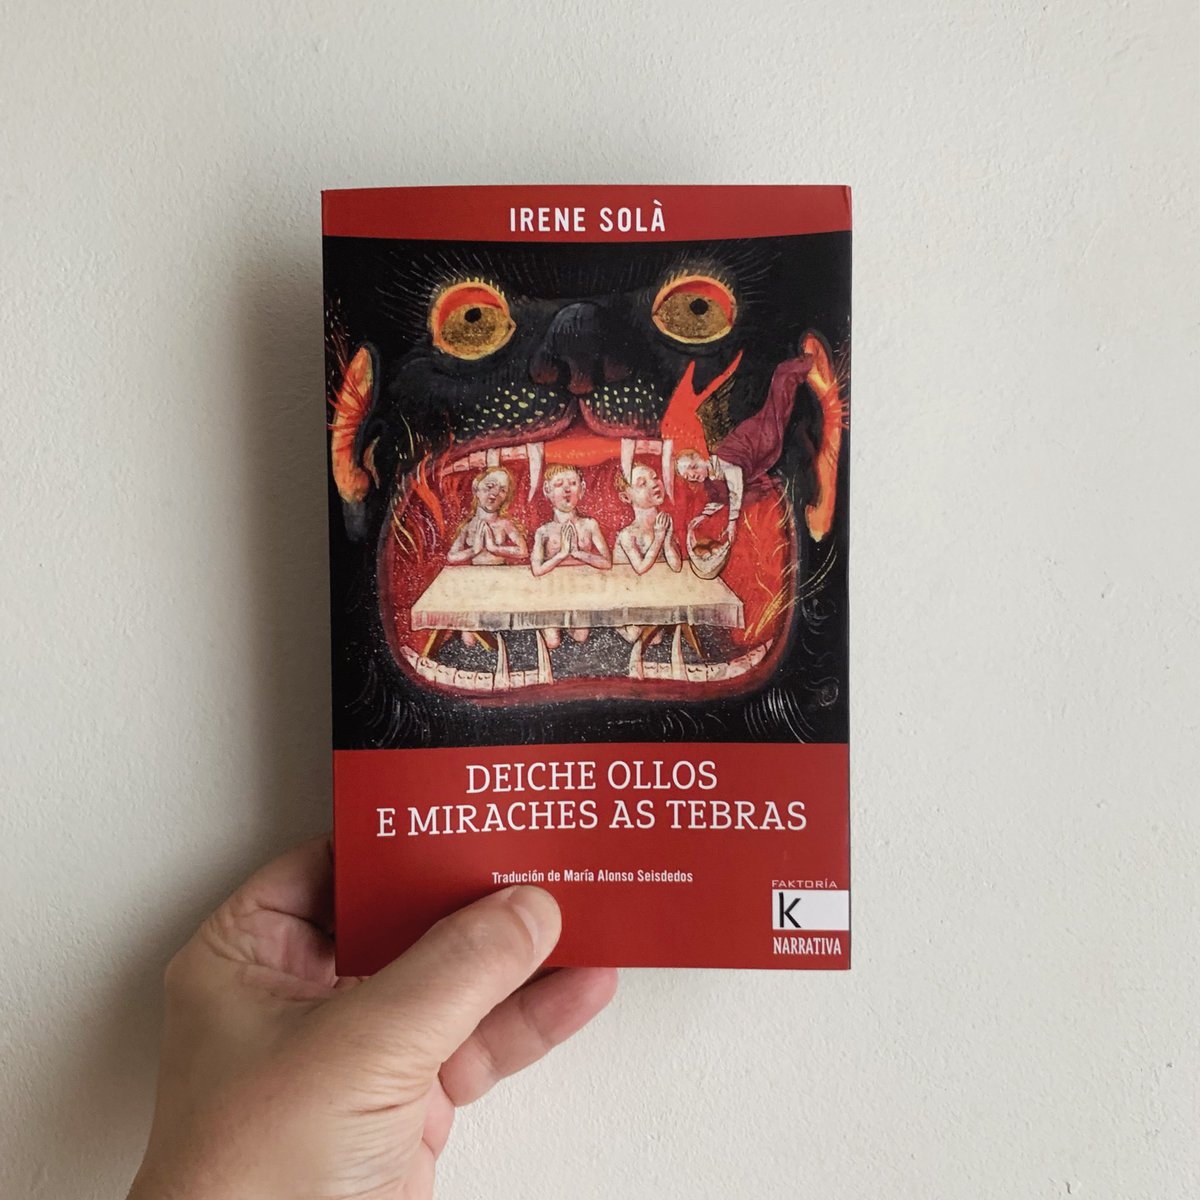 IRENE SOLÀ
DEICHE OLLOS
E MIRACHES AS TEBRAS
Tradución de María Alonso Seisdedos
FAKTORÍA
K
NARRATIVA